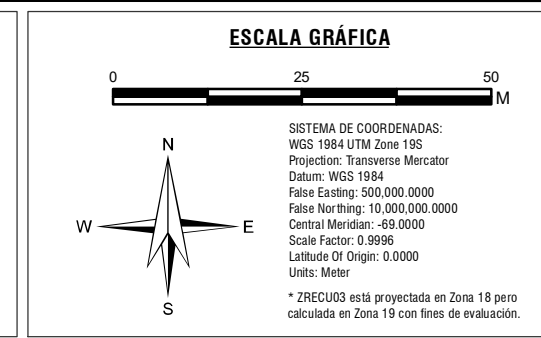 ESCALA GRÁFICA
0 25 50
M
N
W E
S
SISTEMA DE COORDENADAS:
WGS 1984 UTM Zone 19S
Projection: Transverse Mercator
Datum: WGS 1984
False Easting: 500,000.0000
False Northing: 10,000,000.0000
Central Meridian: -69.0000
Scale Factor: 0.9996
Latitude Of Origin: 0.0000
Units: Meter
* ZRECU03 está proyectada en Zona 18 pero
calculada en Zona 19 con fines de evaluación.